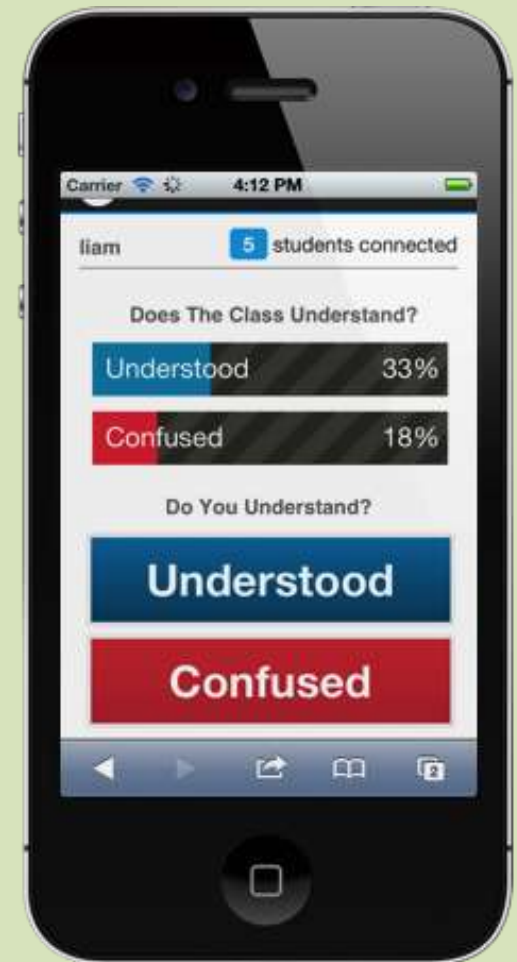 Carrier 4:12 PM
liam 5 students connected
Does The Class Understand?
Understood 33%
Confused 18%
Do You Understand?
Understood
Confused
2